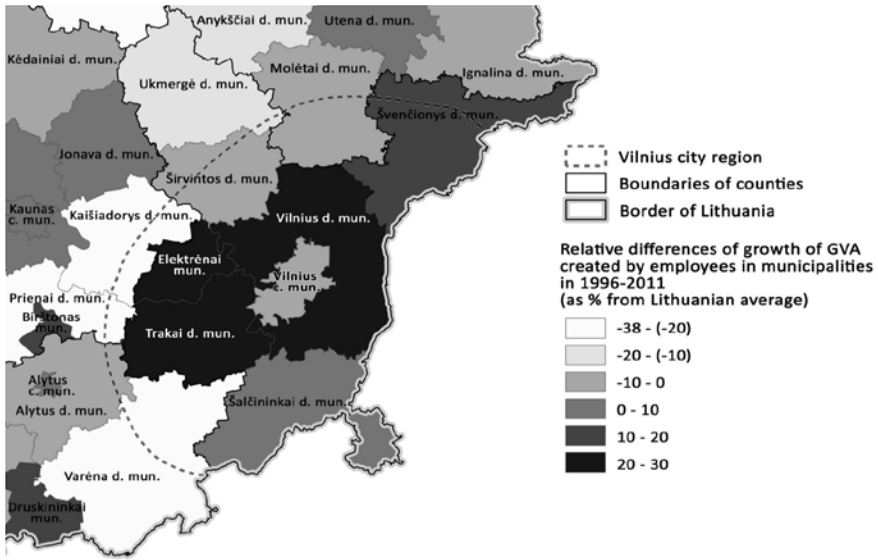 Anykščiai d. mun.
Utena d. mun.
Kėdainiai d. mun.
Ukmergė d. mun.
Molėtai d. mun.
Ignalina d. mun.
Švenčionys d. mun.
Jonava d. mun.
Širvintos d. mun.
Kaunas
c. mun.
Kaišiadorys d. mun.
Vilnius d. mun.
Elektrėnai
mun.
Vilnius
c. mun.
Prienai d. mun.
Birštonas
mun.
Trakai d. mun.
Alytus
c. mun.
Alytus d. mun.
Šalčininkai d. mun.
Varėna d. mun.
Druskininkai
mun.
Vilnius city region
Boundaries of counties
Border of Lithuania
Relative differences of growth of GVA
created by employees in municipalities
in 1996-2011
(as % from Lithuanian average)
-38 - (-20)
-20 - (-10)
-10 - 0
0 - 10
10 - 20
20 - 30